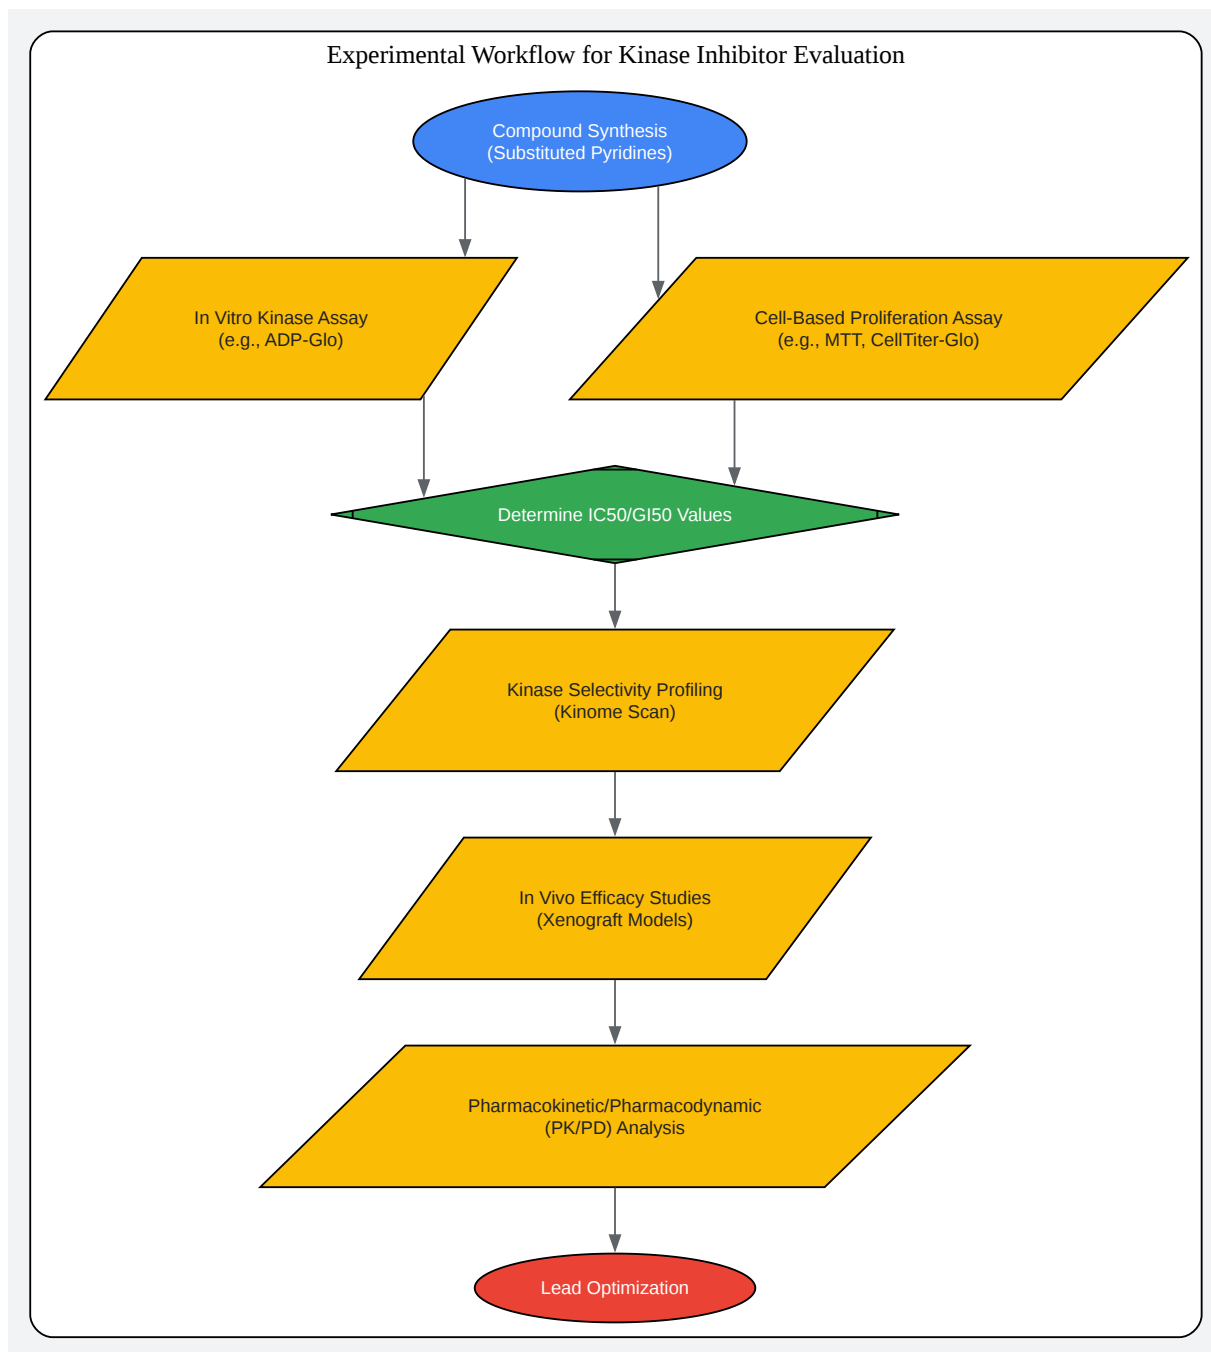 Experimental Workflow for Kinase Inhibitor Evaluation
Compound Synthesis
(Substituted Pyridines)
In Vitro Kinase Assay
(e.g., ADP-Glo)
Cell-Based Proliferation Assay
(e.g., MTT, CellTiter-Glo)
Determine IC50/GI50 Values
Kinase Selectivity Profiling
(Kinome Scan)
In Vivo Efficacy Studies
(Xenograft Models)
Pharmacokinetic/Pharmacodynamic
(PK/PD) Analysis
Lead Optimization